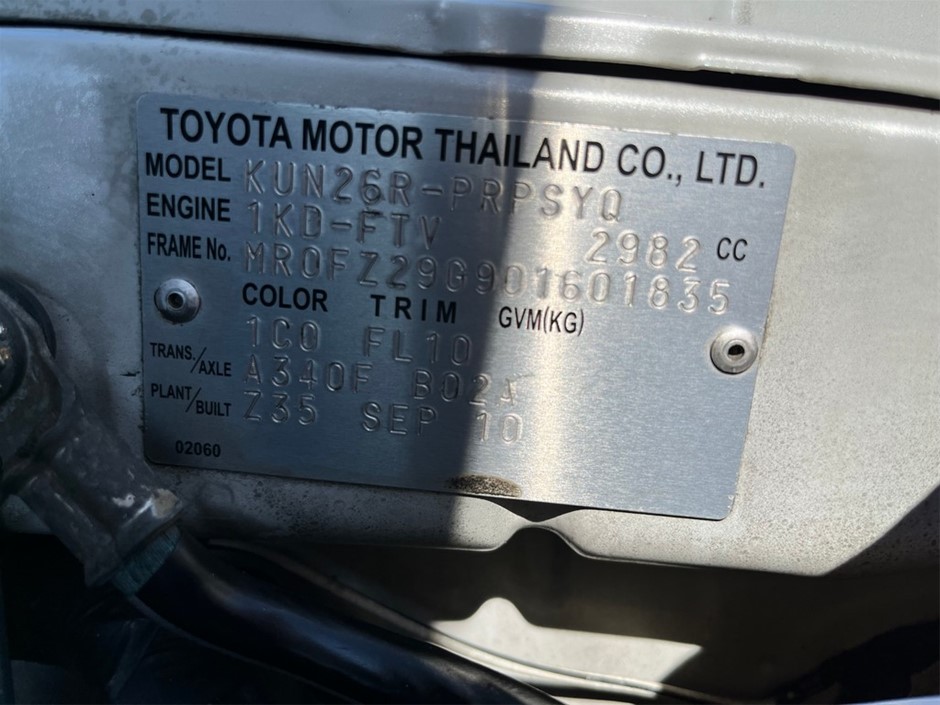 TOYOTA MOTOR THAILAND CO., LTD.
MODEL KUN26R-PRPSYQ
ENGINE 1KD-FTV 2982 CC
FRAME No. MR0FZ29G901601835
COLOR TRIM GVM(KG)
1C0 FL10
TRANS./AXLE A340F B02A
PLANT/BUILT Z35 SEP 10
02060